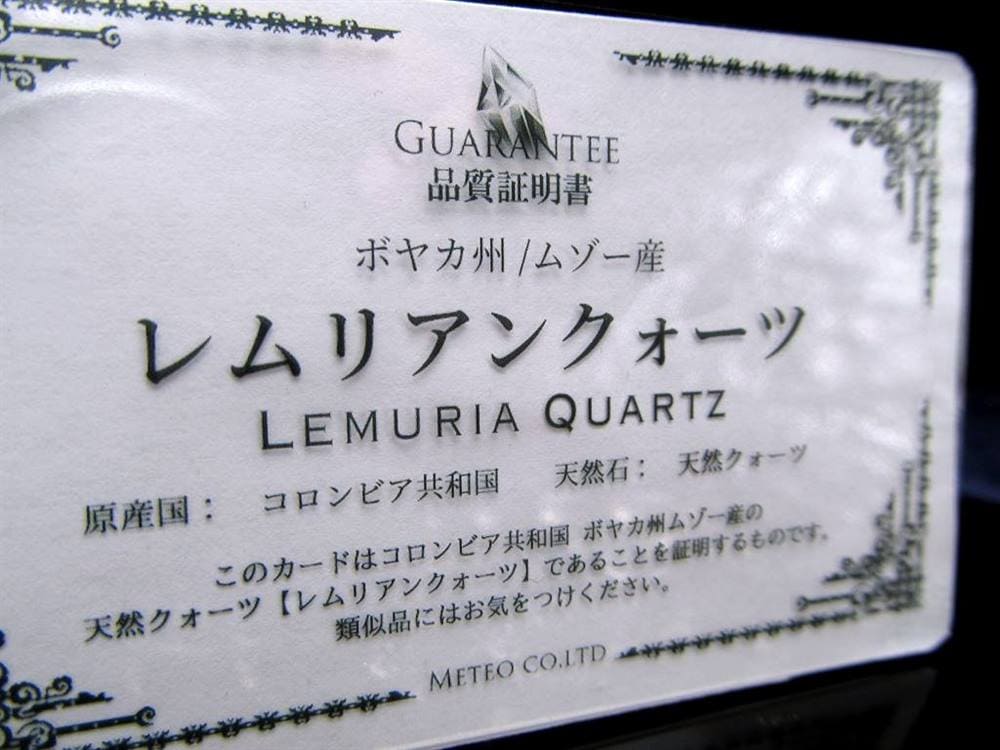 GUARANTEE
品質証明書
ボヤカ州/ムゾー産
レムリアンクォーツ
LEMURIA QUARTZ
原産国： コロンビア共和国 天然石： 天然クォーツ
このカードはコロンビア共和国 ボヤカ州ムゾー産の
天然クォーツ【レムリアンクォーツ】であることを証明するものです。
類似品にはお気をつけください。
METEO CO.LTD